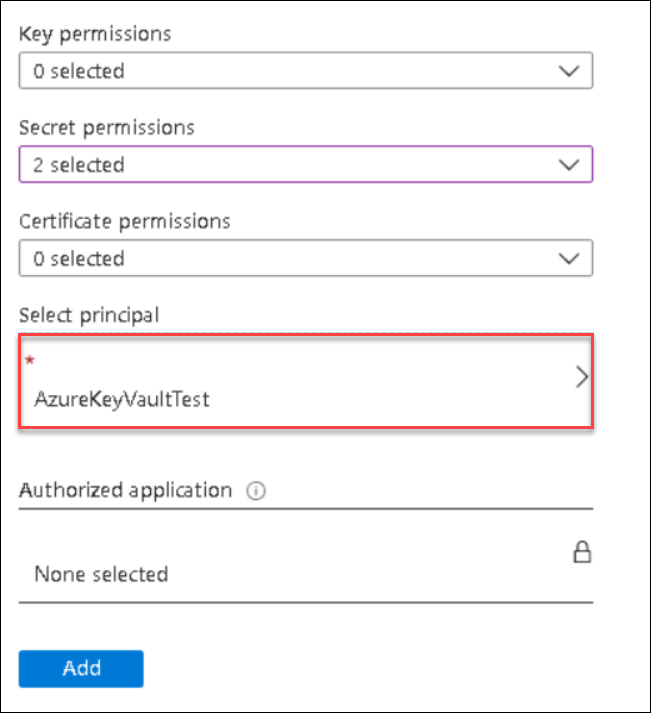 Key permissions
0 selected
Secret permissions
2 selected
Certificate permissions
0 selected
Select principal
*
AzureKeyVaultTest
Authorized application
None selected
Add